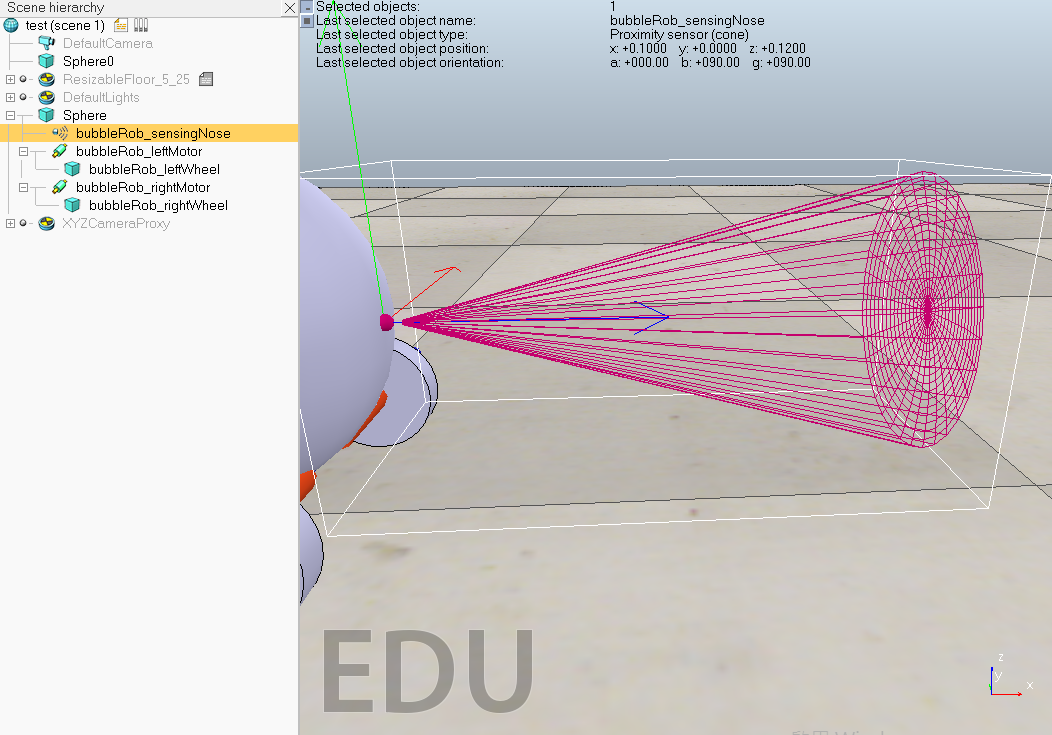 Scene hierarchy
test (scene 1)
DefaultCamera
Sphere0
ResizableFloor_5_25
DefaultLights
Sphere
bubbleRob_sensingNose
bubbleRob_leftMotor
bubbleRob_leftWheel
bubbleRob_rightMotor
bubbleRob_rightWheel
XYZCameraProxy
Selected objects: 1
Last selected object name: bubbleRob_sensingNose
Last selected object type: Proximity sensor (cone)
Last selected object position: x: +0.1000 y: +0.0000 z: +0.1200
Last selected object orientation: a: +000.00 b: +090.00 g: +090.00
EDU
z
y
x